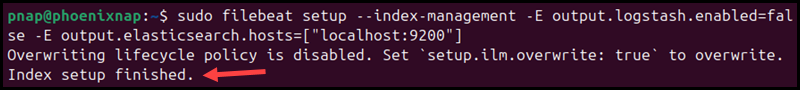 pnap@phoenixnap:~$ sudo filebeat setup --index-management -E output.logstash.enabled=fal
se -E output.elasticsearch.hosts=["localhost:9200"]
Overwriting lifecycle policy is disabled. Set `setup.ilm.overwrite: true` to overwrite.
Index setup finished.